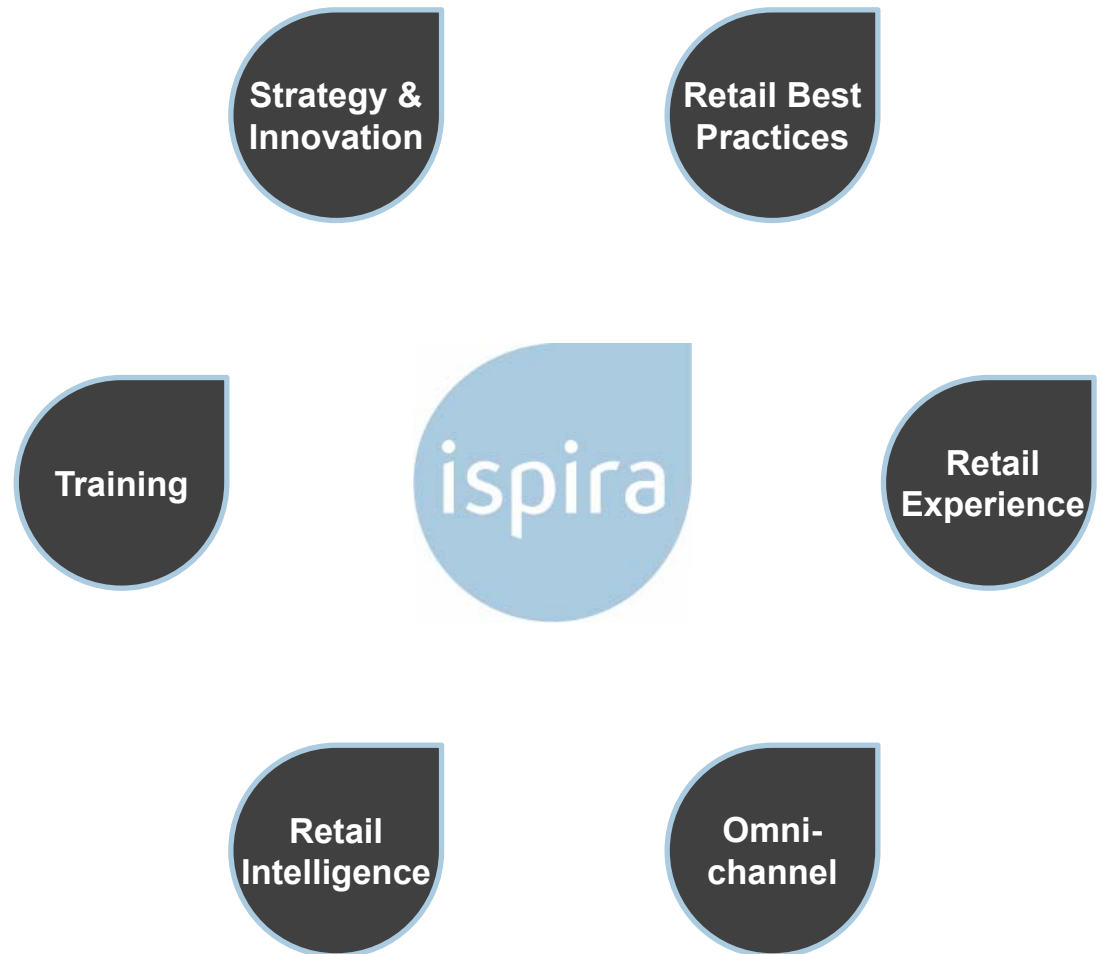 Strategy &
Innovation
Retail Best
Practices
Training
ispira
Retail
Experience
Retail
Intelligence
Omni-
channel